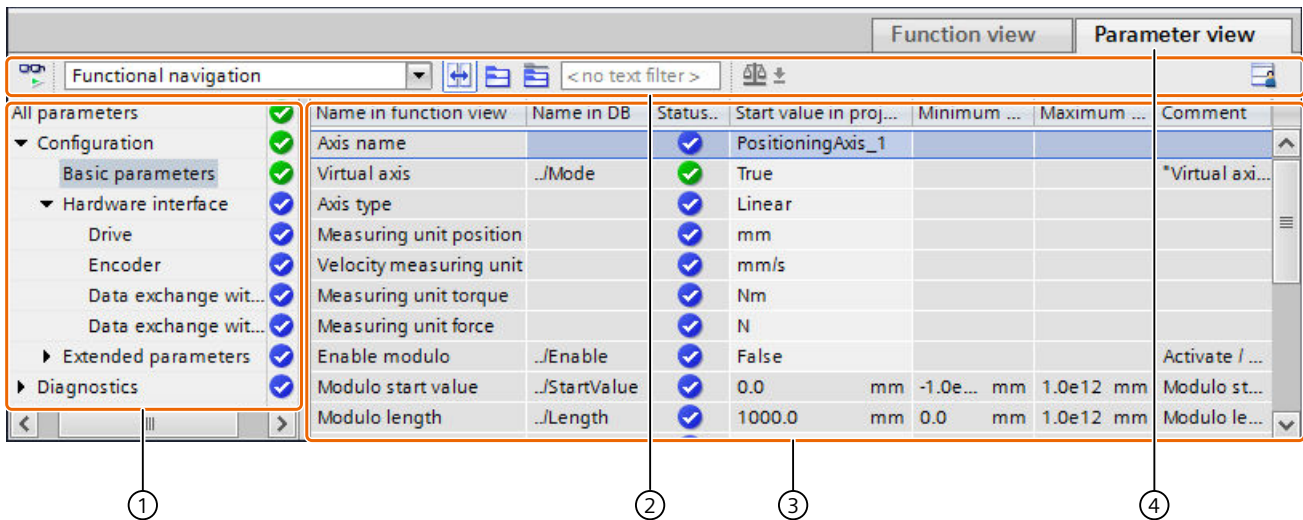 Function view Parameter view
Functional navigation <no text filter>
All parameters Name in function view Name in DB Status.. Start value in proj... Minimum ... Maximum ... Comment
Configuration Axis name PositioningAxis_1
Basic parameters Virtual axis ../Mode True "Virtual axi...
Hardware interface Axis type Linear
Drive Measuring unit position mm
Encoder Velocity measuring unit mm/s
Data exchange wit... Measuring unit torque Nm
Data exchange wit... Measuring unit force N
Extended parameters Enable modulo ../Enable False Activate / ...
Diagnostics Modulo start value ../StartValue 0.0 mm -1.0e... mm 1.0e12 mm Modulo st...
Modulo length ../Length 1000.0 mm 0.0 mm 1.0e12 mm Modulo le...
1 2 3 4